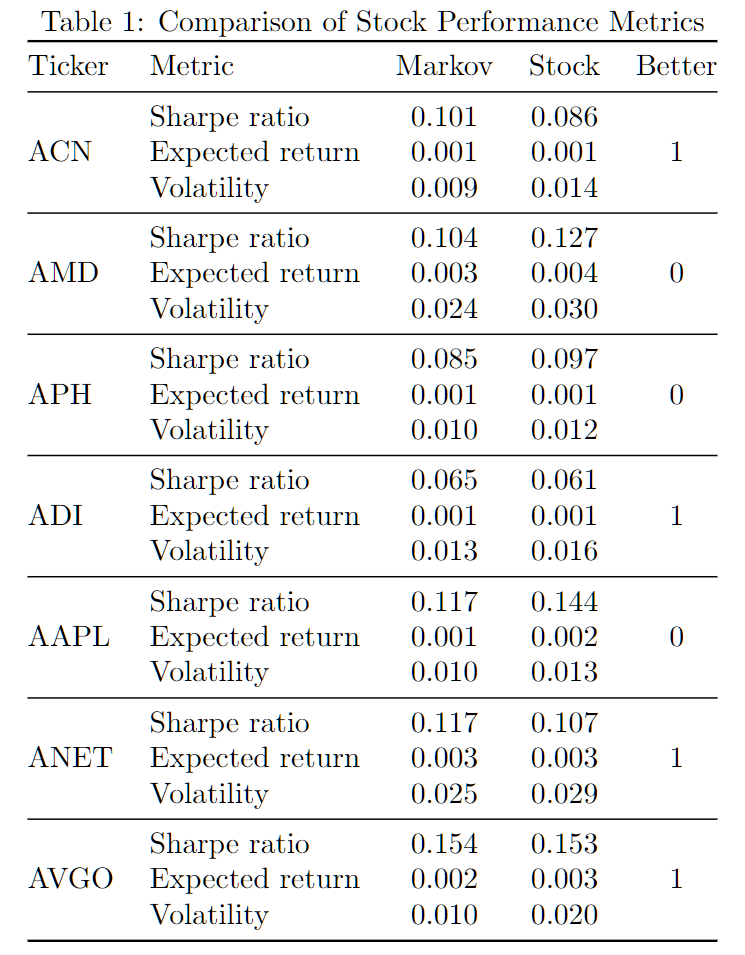 Table 1: Comparison of Stock Performance Metrics
Ticker Metric Markov Stock Better
Sharpe ratio 0.101 0.086
ACN Expected return 0.001 0.001 1
Volatility 0.009 0.014
Sharpe ratio 0.104 0.127
AMD Expected return 0.003 0.004 0
Volatility 0.024 0.030
Sharpe ratio 0.085 0.097
APH Expected return 0.001 0.001 0
Volatility 0.010 0.012
Sharpe ratio 0.065 0.061
ADI Expected return 0.001 0.001 1
Volatility 0.013 0.016
Sharpe ratio 0.117 0.144
AAPL Expected return 0.001 0.002 0
Volatility 0.010 0.013
Sharpe ratio 0.117 0.107
ANET Expected return 0.003 0.003 1
Volatility 0.025 0.029
Sharpe ratio 0.154 0.153
AVGO Expected return 0.002 0.003 1
Volatility 0.010 0.020